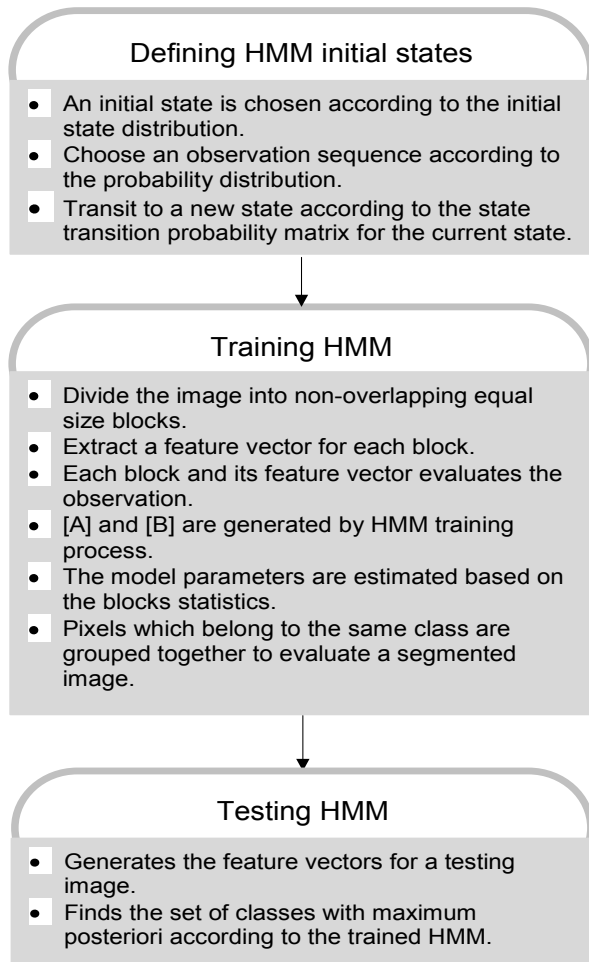 Defining HMM initial states
• An initial state is chosen according to the initial
state distribution.
• Choose an observation sequence according to
the probability distribution.
• Transit to a new state according to the state
transition probability matrix for the current state.
Training HMM
• Divide the image into non-overlapping equal
size blocks.
• Extract a feature vector for each block.
• Each block and its feature vector evaluates the
observation.
• [A] and [B] are generated by HMM training
process.
• The model parameters are estimated based on
the blocks statistics.
• Pixels which belong to the same class are
grouped together to evaluate a segmented
image.
Testing HMM
• Generates the feature vectors for a testing
image.
• Finds the set of classes with maximum
posteriori according to the trained HMM.